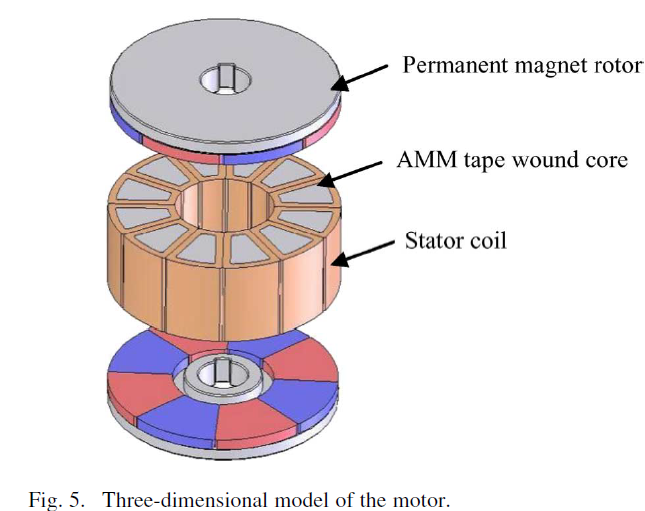 Permanent magnet rotor
AMM tape wound core
Stator coil
Fig. 5. Three-dimensional model of the motor.